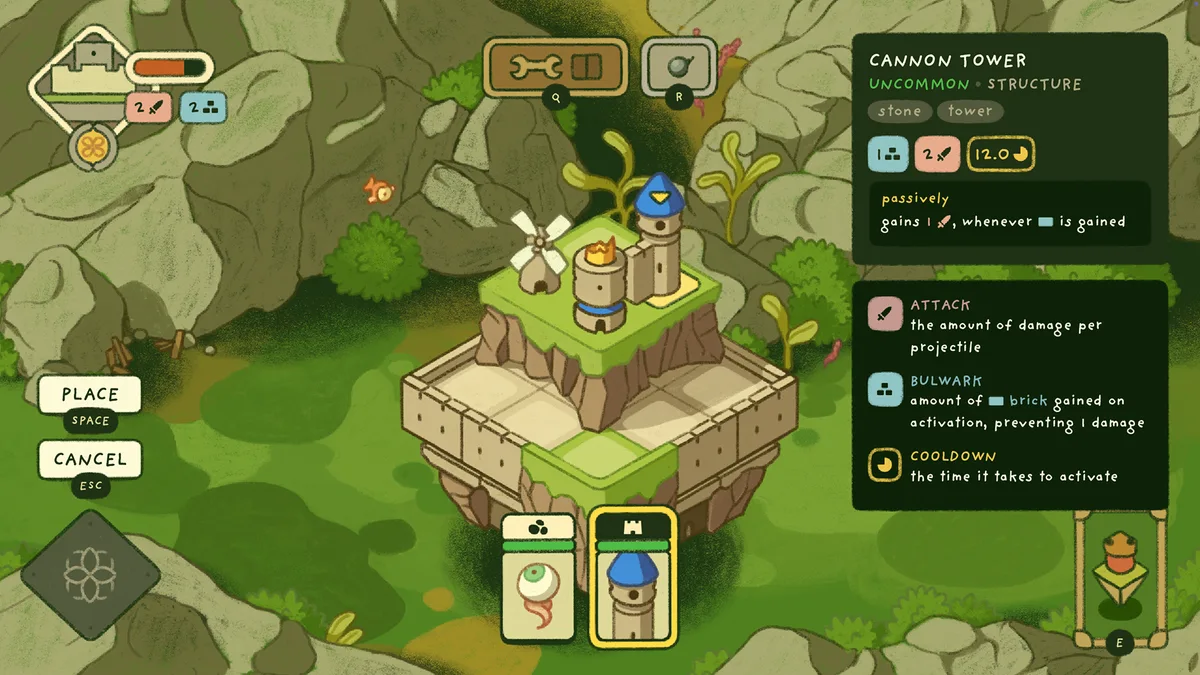 2
2
Q
R
CANNON TOWER
UNCOMMON • STRUCTURE
stone tower
1 2 12.0
passively
gains 1 , whenever is gained
ATTACK
the amount of damage per
projectile
BULWARK
amount of brick gained on
activation, preventing 1 damage
COOLDOWN
the time it takes to activate
PLACE
SPACE
CANCEL
ESC
E